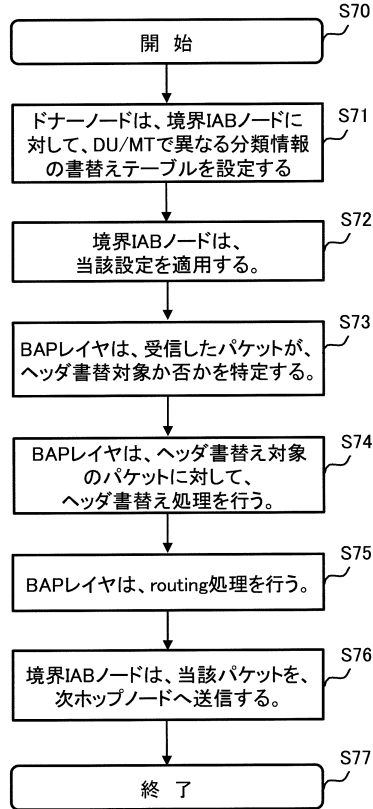 S70
開 始
S71
ドナーノードは、境界IABノードに
対して、DU/MTで異なる分類情報
の書替えテーブルを設定する
S72
境界IABノードは、
当該設定を適用する。
S73
BAPレイヤは、受信したパケットが、
ヘッダ書替対象か否かを特定する。
S74
BAPレイヤは、ヘッダ書替え対象
のパケットに対して、
ヘッダ書替え処理を行う。
S75
BAPレイヤは、routing処理を行う。
S76
境界IABノードは、当該パケットを、
次ホップノードへ送信する。
S77
終 了